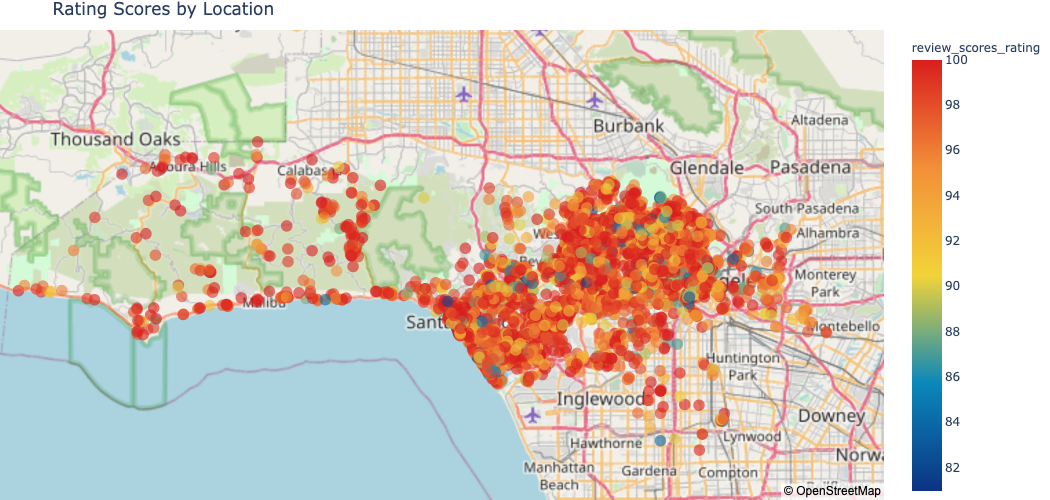 Rating Scores by Location
review_scores_rating
100
98
96
94
92
90
88
86
84
82
Thousand Oaks
Burbank
Altadena
Agoura Hills
Calabasas
Glendale
Pasadena
South Pasadena
Alhambra
Monterey
Park
Malibu
Montebello
Huntington
Park
Inglewood
Downey
Hawthorne
Lynwood
Manhattan
Beach
Gardena
Compton
© OpenStreetMap